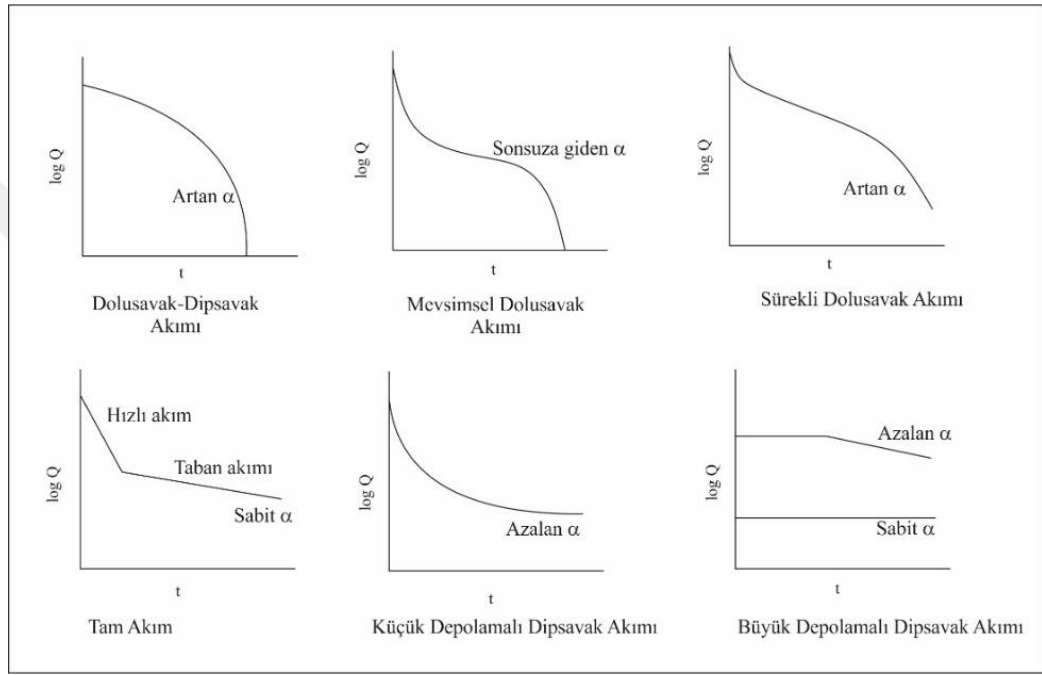 log Q
Artan α
t
Dolusavak-Dipsavak
Akımı
log Q
Sonsuza giden α
t
Mevsimsel Dolusavak
Akımı
log Q
Artan α
t
Sürekli Dolusavak Akımı
log Q
Hızlı akım
Taban akımı
Sabit α
t
Tam Akım
log Q
Azalan α
t
Küçük Depolamalı Dipsavak Akımı
log Q
Azalan α
Sabit α
t
Büyük Depolamalı Dipsavak Akımı